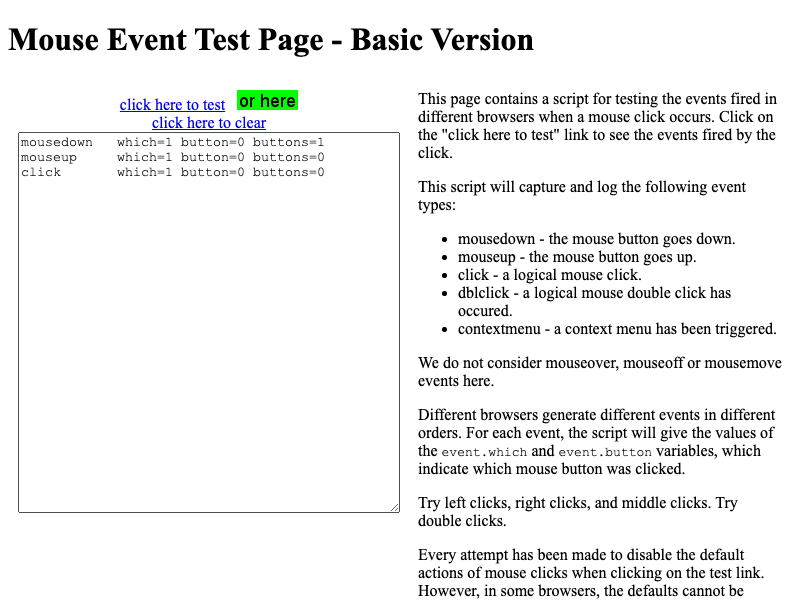 Mouse Event Test Page - Basic Version
click here to test or here
click here to clear
mousedown   which=1 button=0 buttons=1
mouseup     which=1 button=0 buttons=0
click       which=1 button=0 buttons=0
This page contains a script for testing the events fired in
different browsers when a mouse click occurs. Click on
the "click here to test" link to see the events fired by the
click.
This script will capture and log the following event
types:
• mousedown - the mouse button goes down.
• mouseup - the mouse button goes up.
• click - a logical mouse click.
• dblclick - a logical mouse double click has
occured.
• contextmenu - a context menu has been triggered.
We do not consider mouseover, mouseoff or mousemove
events here.
Different browsers generate different events in different
orders. For each event, the script will give the values of
the event.which and event.button variables, which
indicate which mouse button was clicked.
Try left clicks, right clicks, and middle clicks. Try
double clicks.
Every attempt has been made to disable the default
actions of mouse clicks when clicking on the test link.
However, in some browsers, the defaults cannot be